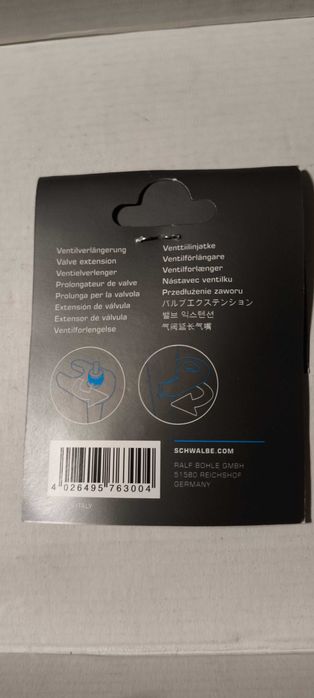 Ventilverlängerung
Valve extension
Ventielverlenger
Prolongateur de valve
Prolunga per la valvola
Extensión de válvula
Extensor de válvula
Ventilforlengelse
Venttiilinjatke
Ventilförlängare
Ventilforlænger
Nástavec ventilku
Przedłużenie zaworu
バルブエクステンション
밸브 익스텐션
气阀延长气嘴
SCHWALBE.COM
RALF BOHLE GMBH
51580 REICHSHOF
GERMANY
4 026495 763004
ITALY